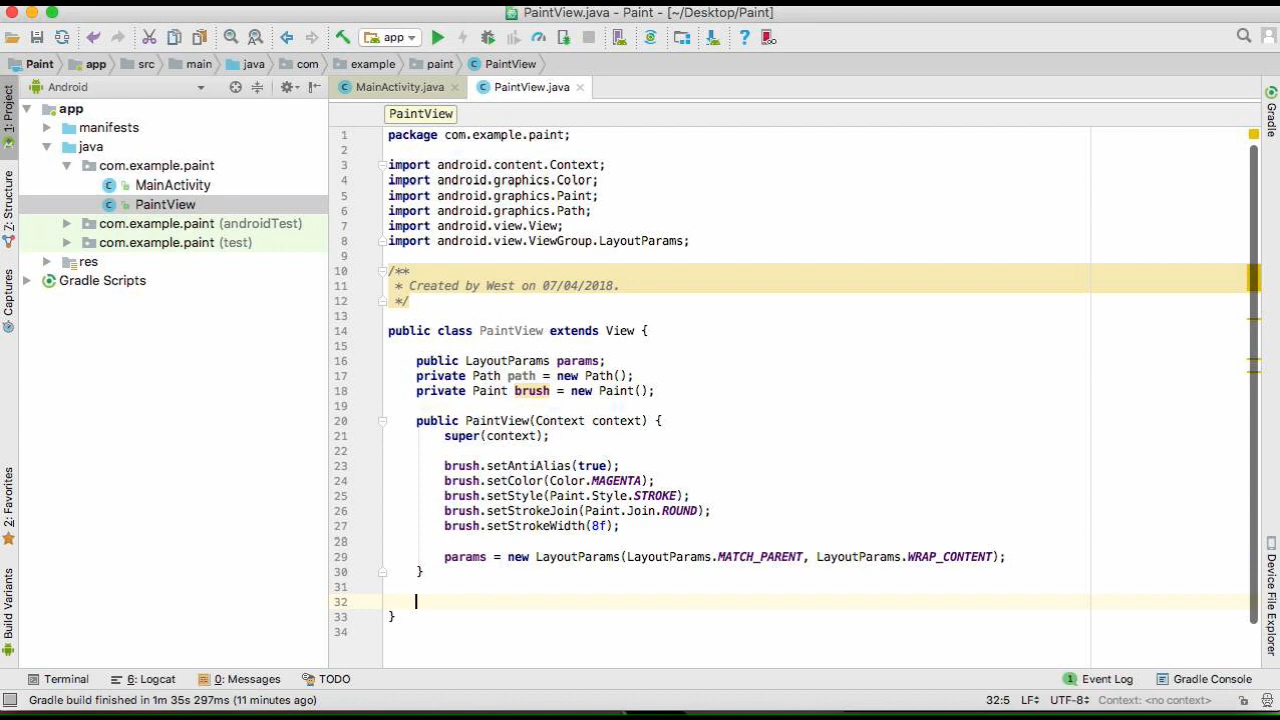 PaintView.java - Paint - [~/Desktop/Paint]
app
Paint app src main java com example paint PaintView
Android
MainActivity.java PaintView.java
PaintView
app
manifests
java
com.example.paint
MainActivity
PaintView
com.example.paint (androidTest)
com.example.paint (test)
res
Gradle Scripts
1: Project
Z: Structure
Captures
2: Favorites
Build Variants
1 package com.example.paint;
2
3 import android.content.Context;
4 import android.graphics.Color;
5 import android.graphics.Paint;
6 import android.graphics.Path;
7 import android.view.View;
8 import android.view.ViewGroup.LayoutParams;
9
10 /**
11 * Created by West on 07/04/2018.
12 */
13
14 public class PaintView extends View {
15
16 public LayoutParams params;
17 private Path path = new Path();
18 private Paint brush = new Paint();
19
20 public PaintView(Context context) {
21 super(context);
22
23 brush.setAntiAlias(true);
24 brush.setColor(Color.MAGENTA);
25 brush.setStyle(Paint.Style.STROKE);
26 brush.setStrokeJoin(Paint.Join.ROUND);
27 brush.setStrokeWidth(8f);
28
29 params = new LayoutParams(LayoutParams.MATCH_PARENT, LayoutParams.WRAP_CONTENT);
30 }
31
32
33 }
34
Gradle
Device File Explorer
Terminal 6: Logcat 0: Messages TODO 1 Event Log Gradle Console
Gradle build finished in 1m 35s 297ms (11 minutes ago) 32:5 LF÷ UTF-8÷ Context: <no context>